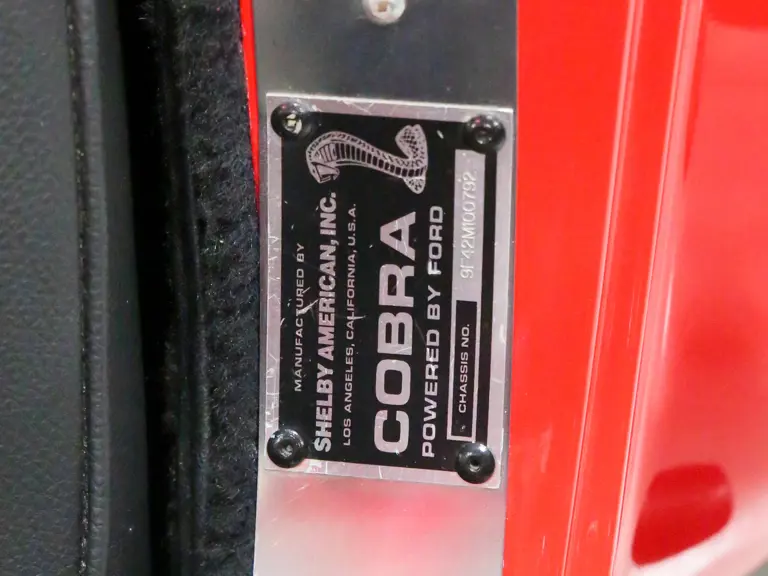 MANUFACTURED BY
SHELBY AMERICAN, INC.
LOS ANGELES, CALIFORNIA, U.S.A.
COBRA
POWERED BY FORD
CHASSIS NO. 9F42M100792